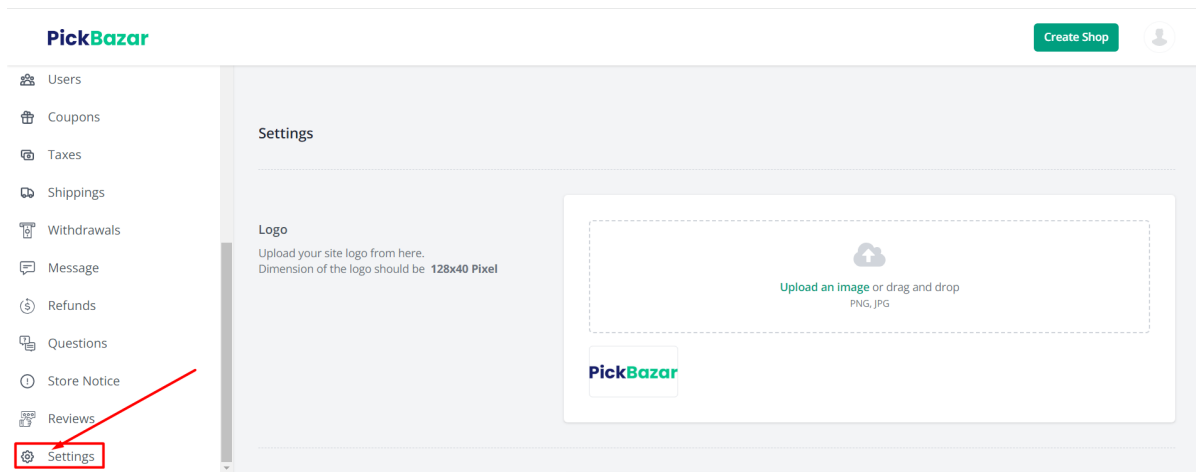 PickBazar
Create Shop
Users
Coupons
Taxes
Shippings
Withdrawals
Message
Refunds
Questions
Store Notice
Reviews
Settings
Settings
Logo
Upload your site logo from here.
Dimension of the logo should be 128x40 Pixel
Upload an image or drag and drop
PNG, JPG
PickBazar